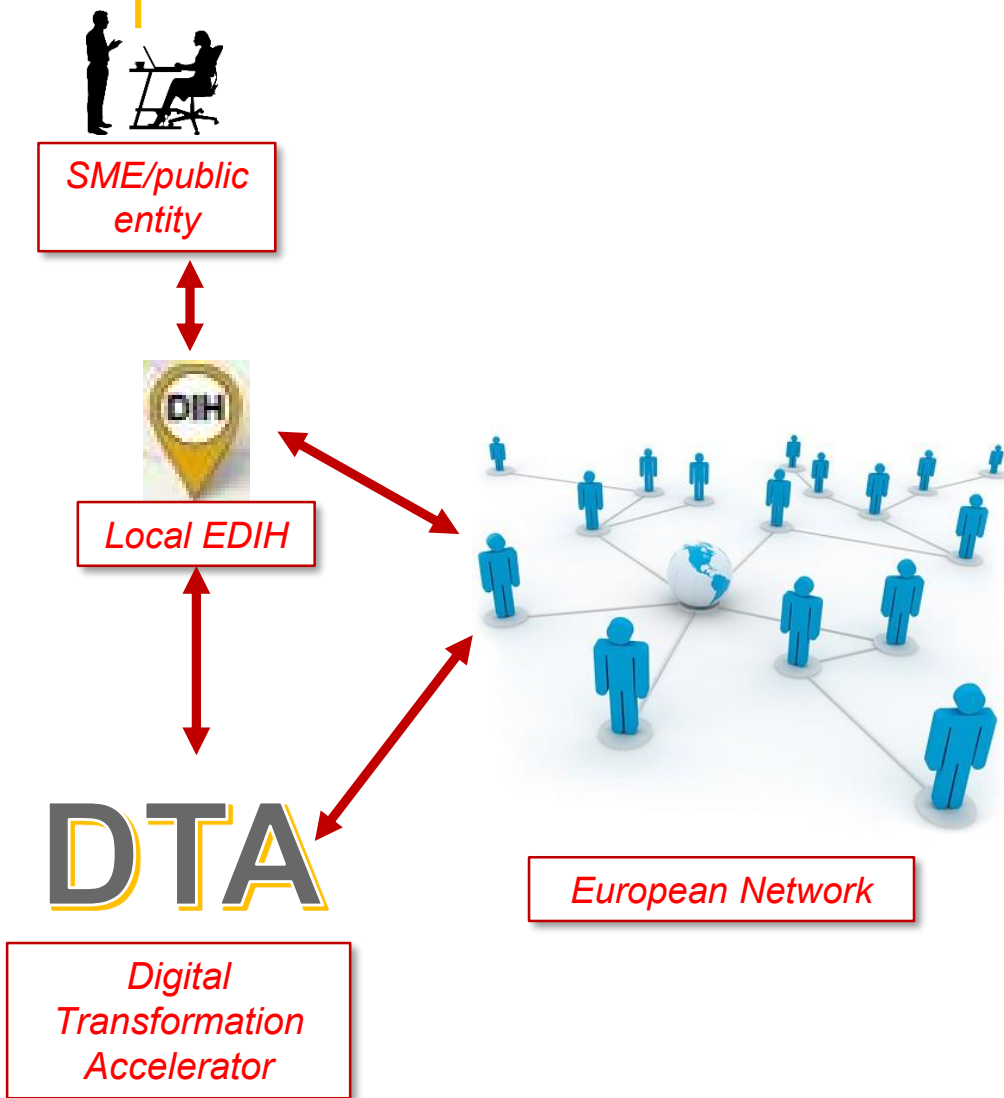 SME/public
entity
DIH
Local EDIH
DTA
European Network
Digital
Transformation
Accelerator